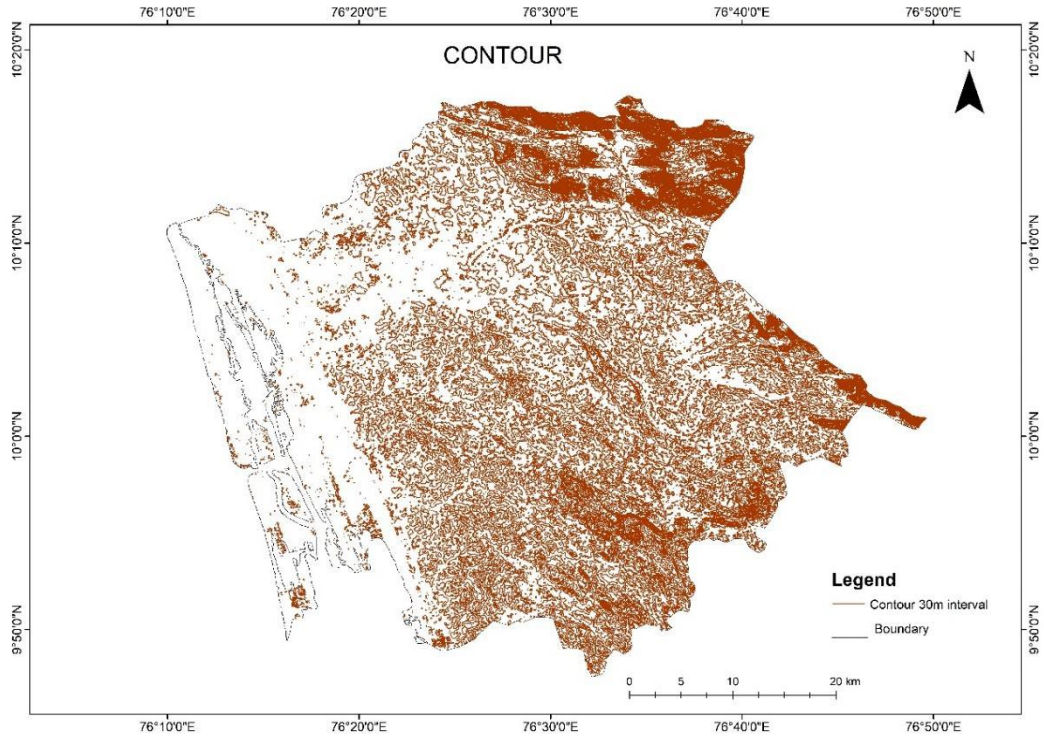 76°10'0"E 76°20'0"E 76°30'0"E 76°40'0"E 76°50'0"E
10°20'0"N 10°20'0"N
CONTOUR
N
10°10'0"N 10°10'0"N
10°0'0"N 10°0'0"N
Legend
Contour 30m interval
Boundary
9°50'0"N 9°50'0"N
0 5 10 20 km
76°10'0"E 76°20'0"E 76°30'0"E 76°40'0"E 76°50'0"E